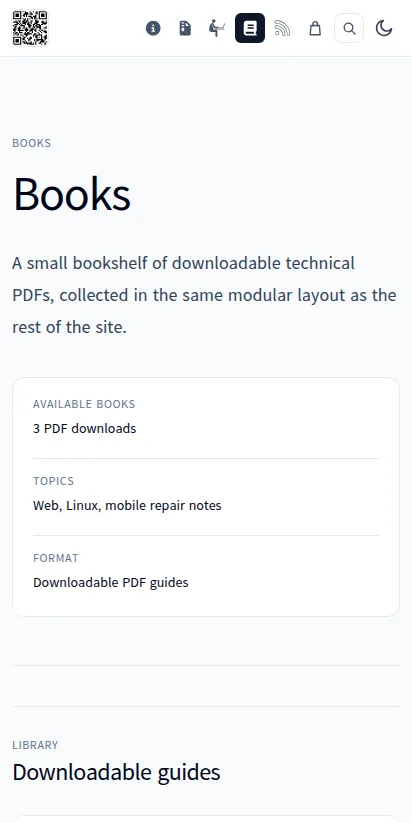 BOOKS
Books
A small bookshelf of downloadable technical
PDFs, collected in the same modular layout as the
rest of the site.
AVAILABLE BOOKS
3 PDF downloads
TOPICS
Web, Linux, mobile repair notes
FORMAT
Downloadable PDF guides
LIBRARY
Downloadable guides